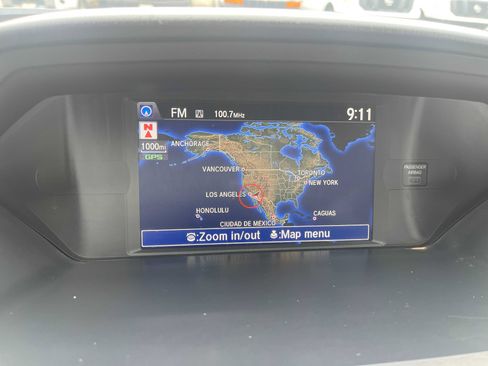 FM 100.7MHz 9:11
N
1000mi
GPS
ANCHORAGE
VANCOUVER
TORONTO
NEW YORK
LOS ANGELES
HONOLULU
CAGUAS
CIUDAD DE MÉXICO
:Zoom in/out :Map menu
PASSENGER
AIRBAG